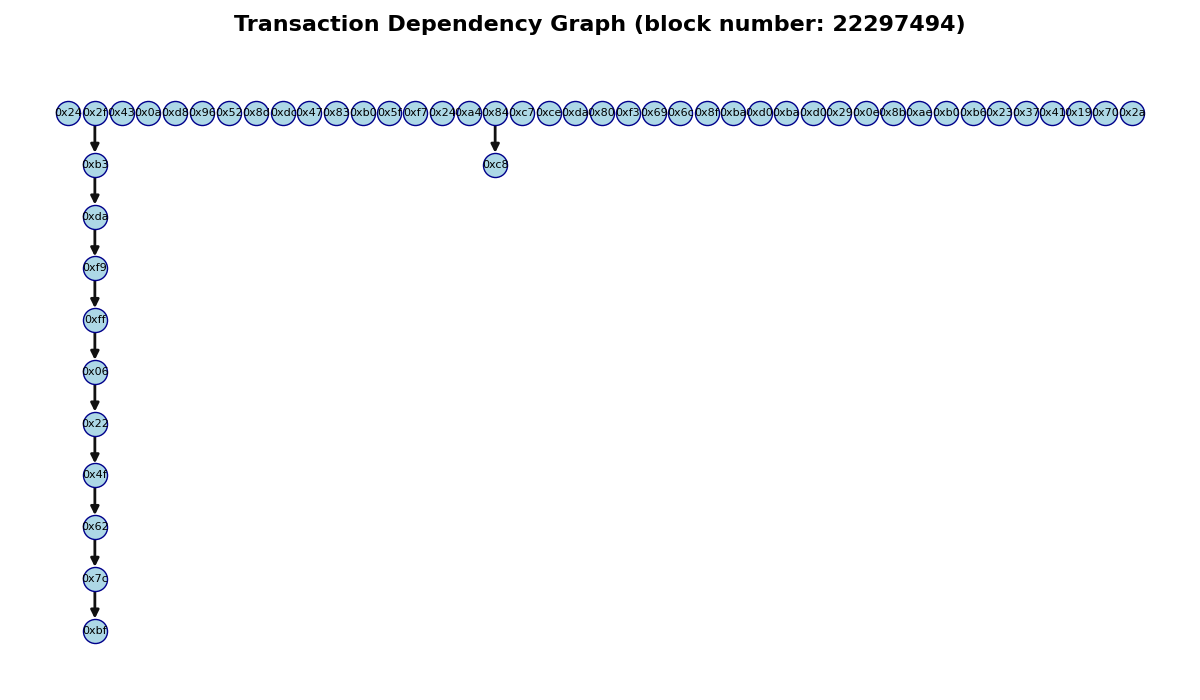 Transaction Dependency Graph (block number: 22297494)
0x24 0x2f 0x43 0x0a 0xd8 0x96 0x52 0x8d 0xdc 0x47 0x83 0xb0 0x5f 0xf7 0x24 0xa4 0x84 0xc7 0xce 0xda 0x80 0xf3 0x69 0x6c 0x8f 0xba 0xd0 0xba 0xd0 0x29 0x0e 0x8b 0xae 0xb0 0xb6 0x23 0x37 0x41 0x19 0x70 0x2a
0xb3 0xc8
0xda
0xf9
0xff
0x06
0x22
0x4f
0x62
0x7c
0xbf